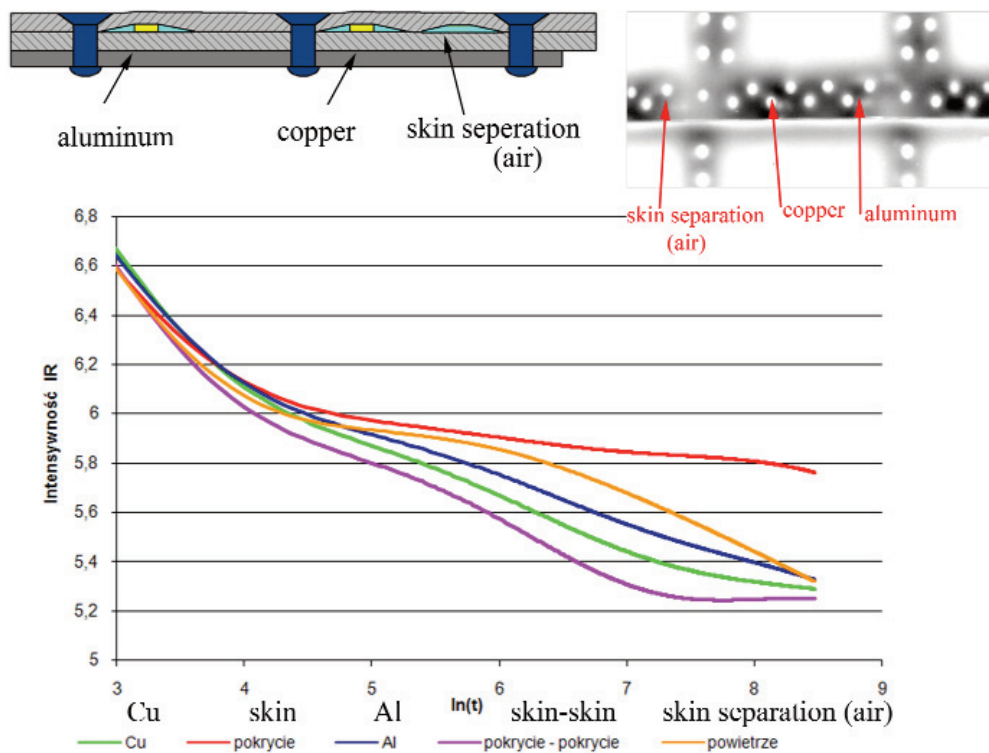 aluminum
copper
skin seperation
(air)
skin separation
(air)
copper
aluminum
6,8
6,6
6,4
6,2
6
5,8
5,6
5,4
5,2
5
Intensywność IR
3 4 5 6 7 8 9
ln(t)
Cu skin Al skin-skin skin separation (air)
Cu pokrycie Al pokrycie - pokrycie powietrze